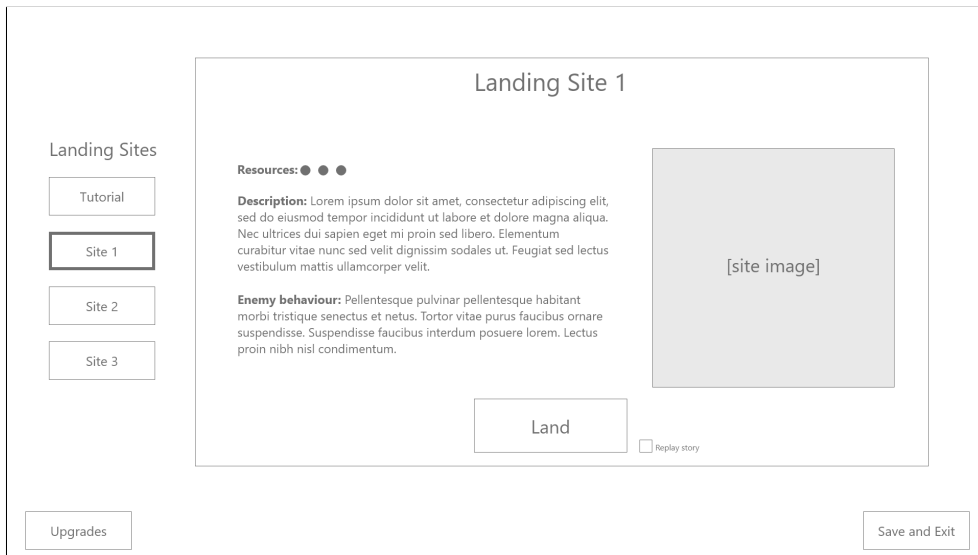 Landing Site 1
Landing Sites
Tutorial
Site 1
Site 2
Site 3
Resources:
Description: Lorem ipsum dolor sit amet, consectetur adipiscing elit,
sed do eiusmod tempor incididunt ut labore et dolore magna aliqua.
Nec ultrices dui sapien eget mi proin sed libero. Elementum
curabitur vitae nunc sed velit dignissim sodales ut. Feugiat sed lectus
vestibulum mattis ullamcorper velit.
Enemy behaviour: Pellentesque pulvinar pellentesque habitant
morbi tristique senectus et netus. Tortor vitae purus faucibus ornare
suspendisse. Suspendisse faucibus interdum posuere lorem. Lectus
proin nibh nisl condimentum.
[site image]
Land
Replay story
Upgrades
Save and Exit